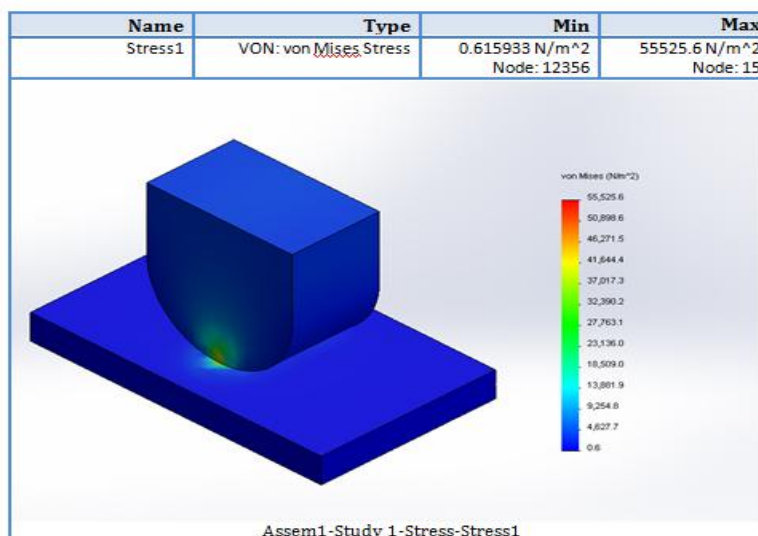 Name Type Min Max
Stress1 VON: von Mises Stress 0.615933 N/m^2 55525.6 N/m^2
Node: 12356 Node: 15
von Mises (N/m^2)
55,525.6
50,898.6
46,271.5
41,644.4
37,017.3
32,390.2
27,763.1
23,136.0
18,509.0
13,881.9
9,254.8
4,627.7
0.6
Assem1-Study 1-Stress-Stress1